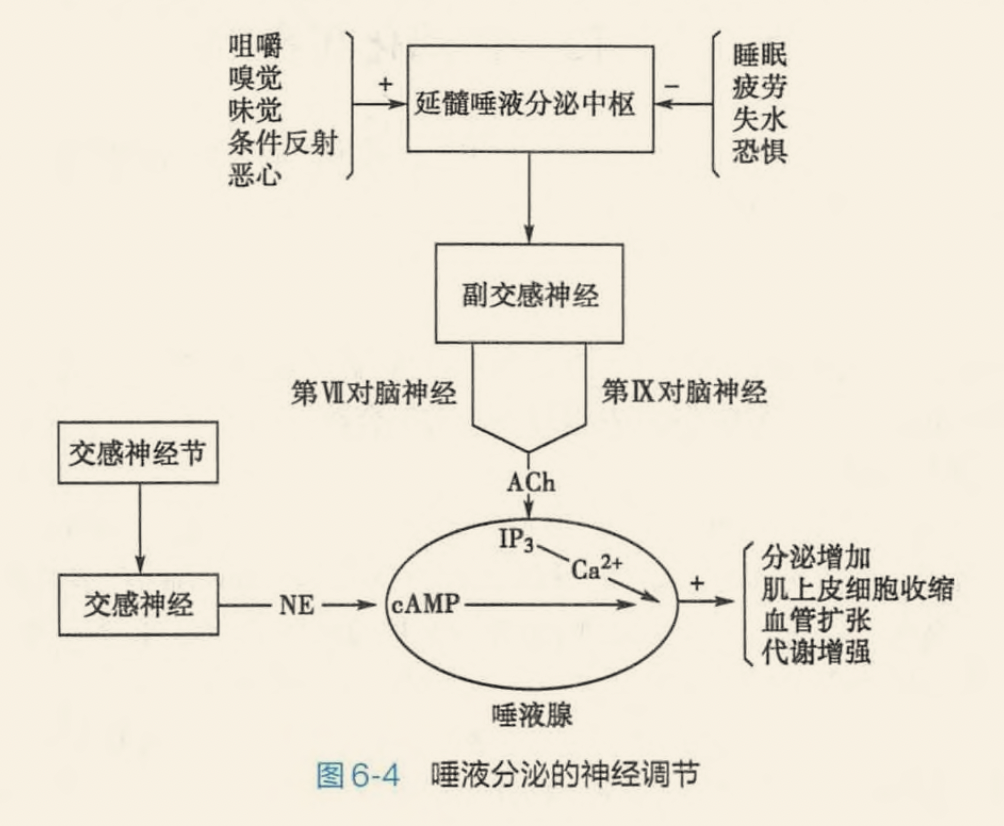 咀嚼
嗅觉
味觉
条件反射
恶心
+
延髓唾液分泌中枢
−
睡眠
疲劳
失水
恐惧
副交感神经
第Ⅶ对脑神经
第Ⅸ对脑神经
交感神经节
ACh
交感神经
NE
IP₃
Ca²⁺
cAMP
+
分泌增加
肌上皮细胞收缩
血管扩张
代谢增强
唾液腺
图6-4 唾液分泌的神经调节